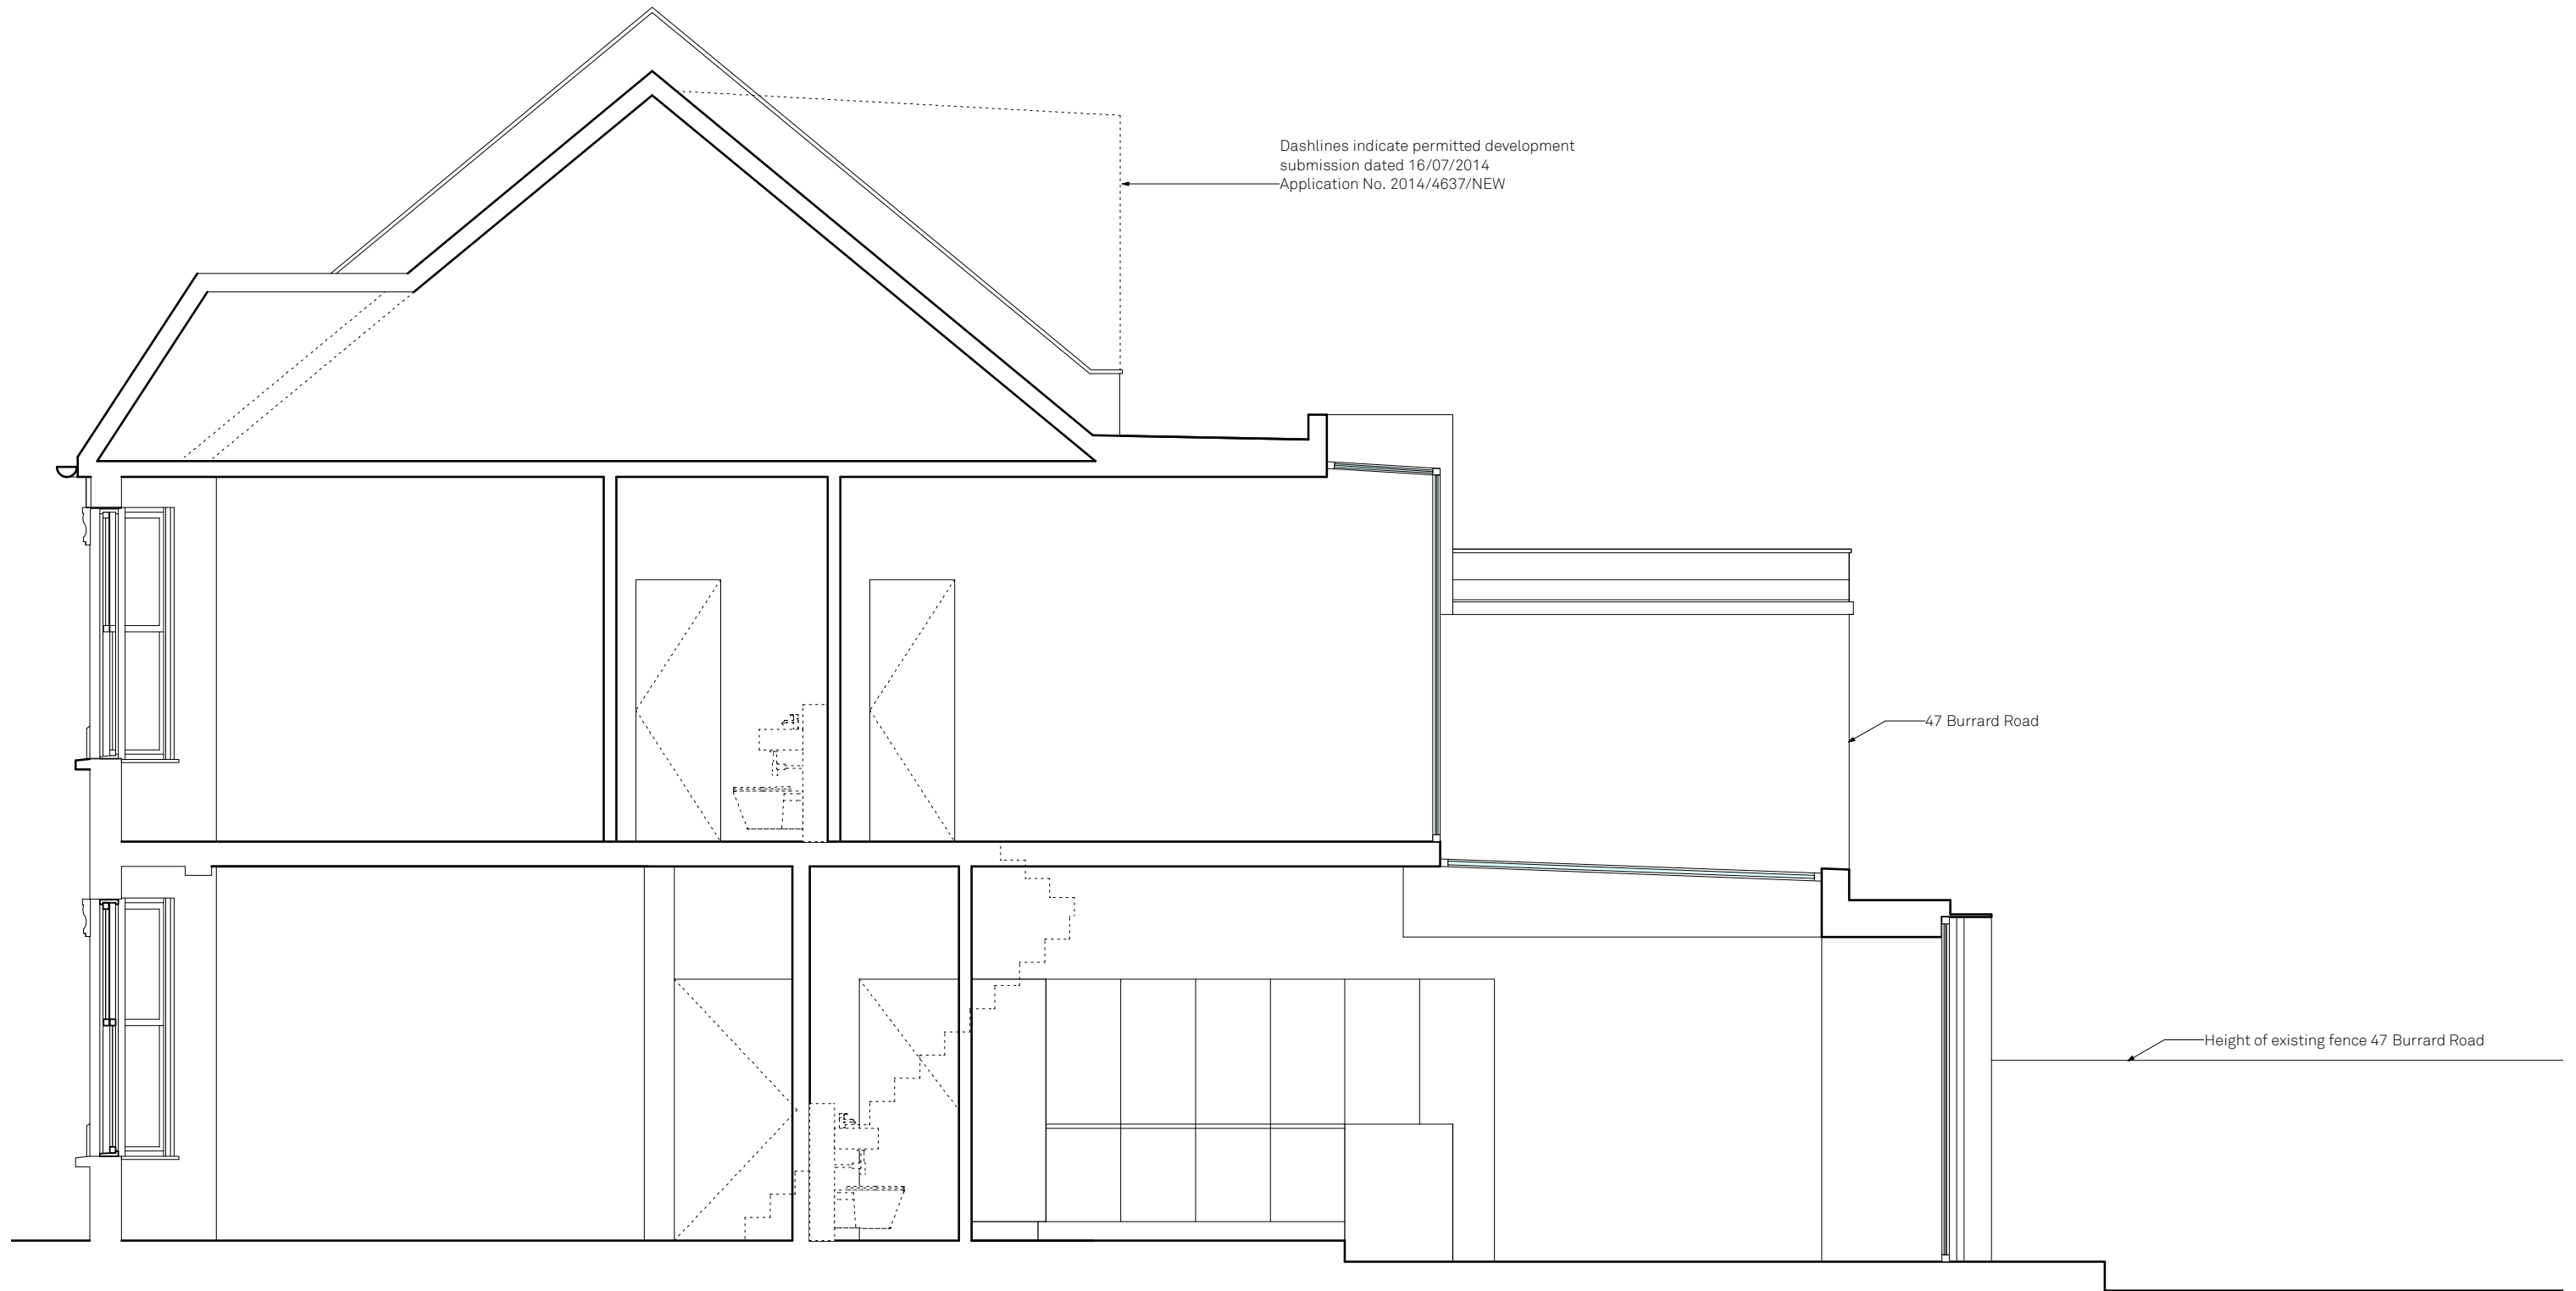 Dashlines indicate permitted development
submission dated 16/07/2014
Application No. 2014/4637/NEW
47 Burrard Road
Height of existing fence 47 Burrard Road